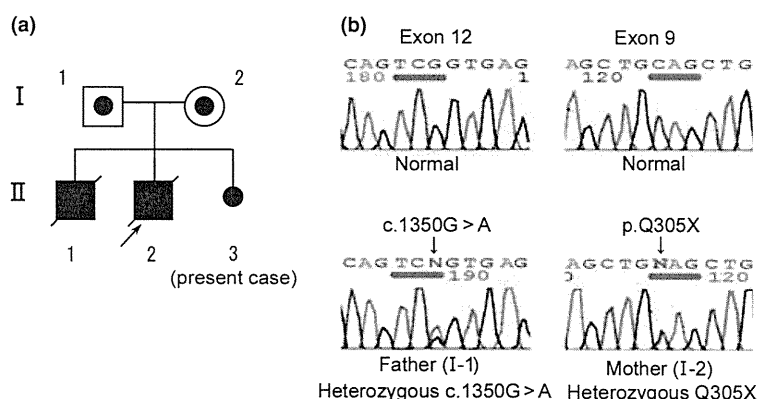 (a)
1
2
I
II
1
2
3
(present case)
(b)
Exon 12
CAGTCGGTGAG
180
1
Normal
Exon 9
AGCTGCAGCTG
120
Normal
c.1350G > A
CAGTCNGTGAG
190
Father (I-1)
Heterozygous c.1350G > A
p.Q305X
AGCTGNAGCTG
0
120
Mother (I-2)
Heterozygous Q305X